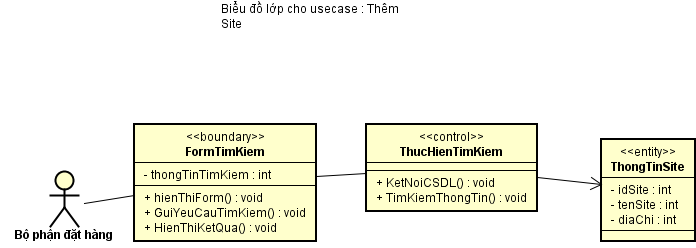 Biểu đồ lớp cho usecase : Thêm
Site
<<boundary>>
FormTimKiem
- thongTinTimKiem : int
+ hienThiForm() : void
+ GuiYeuCauTimKiem() : void
+ HienThiKetQua() : void
<<control>>
ThucHienTimKiem
+ KetNoiCSDL() : void
+ TimKiemThongTin() : void
<<entity>>
ThongTinSite
- idSite : int
- tenSite : int
- diaChi : int
Bộ phận đặt hàng